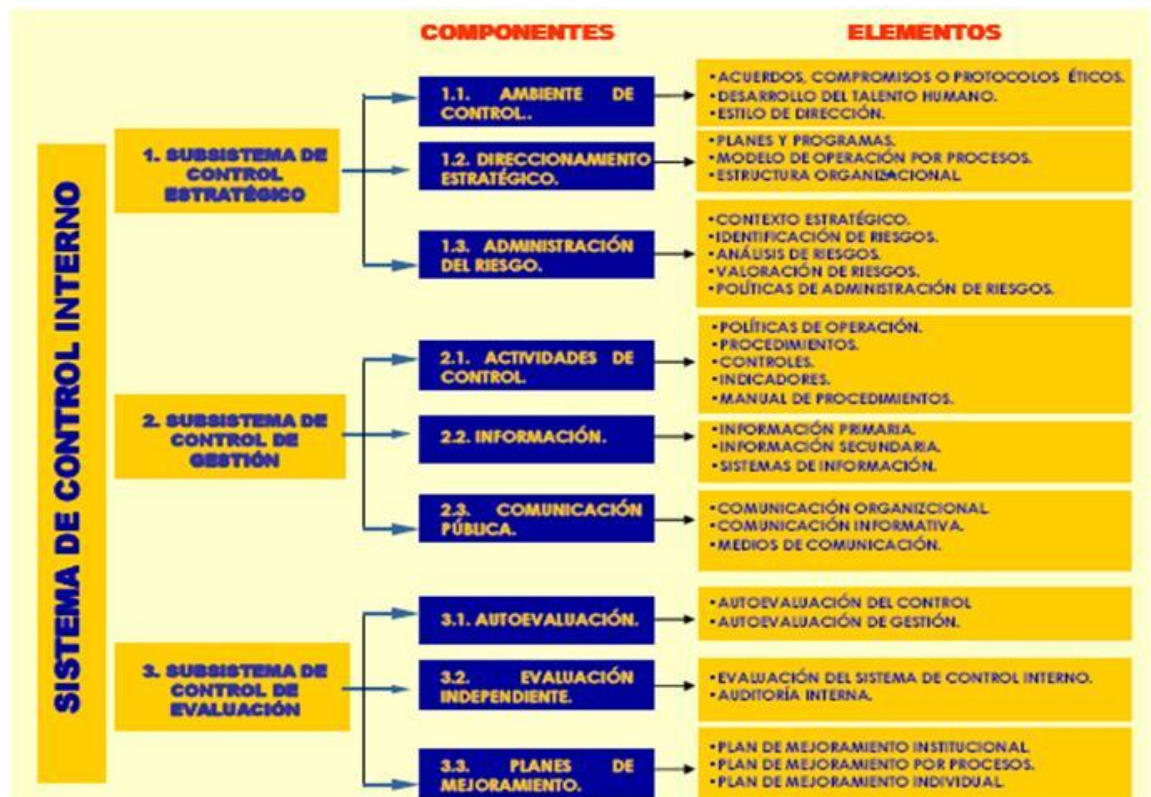 COMPONENTES
ELEMENTOS
SISTEMA DE CONTROL INTERNO
1. SUBSISTEMA DE
CONTROL
ESTRATÉGICO
1.1. AMBIENTE DE
CONTROL..
•ACUERDOS, COMPROMISOS O PROTOCOLOS ÉTICOS.
•DESARROLLO DEL TALENTO HUMANO.
•ESTILO DE DIRECCIÓN.
1.2. DIRECCIONAMIENTO
ESTRATÉGICO.
•PLANES Y PROGRAMAS.
•MODELO DE OPERACIÓN POR PROCESOS.
•ESTRUCTURA ORGANIZACIONAL
1.3. ADMINISTRACIÓN
DEL RIESGO.
•CONTEXTO ESTRATÉGICO.
•IDENTIFICACIÓN DE RIESGOS.
•ANÁLISIS DE RIESGOS.
•VALORACIÓN DE RIESGOS.
•POLÍTICAS DE ADMINISTRACIÓN DE RIESGOS.
2. SUBSISTEMA DE
CONTROL DE
GESTIÓN
2.1. ACTIVIDADES DE
CONTROL.
•POLÍTICAS DE OPERACIÓN.
•PROCEDIMIENTOS.
•CONTROLES.
•INDICADORES.
•MANUAL DE PROCEDIMIENTOS.
2.2. INFORMACIÓN.
•INFORMACIÓN PRIMARIA.
•INFORMACIÓN SECUNDARIA.
•SISTEMAS DE INFORMACIÓN.
2.3. COMUNICACIÓN
PÚBLICA.
•COMUNICACIÓN ORGANIZCIONAL
•COMUNICACIÓN INFORMATIVA.
•MEDIOS DE COMUNICACIÓN.
3. SUBSISTEMA DE
CONTROL DE
EVALUACIÓN
3.1. AUTOEVALUACIÓN.
•AUTOEVALUACIÓN DEL CONTROL
•AUTOEVALUACIÓN DE GESTIÓN.
3.2. EVALUACIÓN
INDEPENDIENTE.
•EVALUACIÓN DEL SISTEMA DE CONTROL INTERNO.
•AUDITORÍA INTERNA.
3.3. PLANES DE
MEJORAMIENTO.
•PLAN DE MEJORAMIENTO INSTITUCIONAL
•PLAN DE MEJORAMIENTO POR PROCESOS.
•PLAN DE MEJORAMIENTO INDIVIDUAL